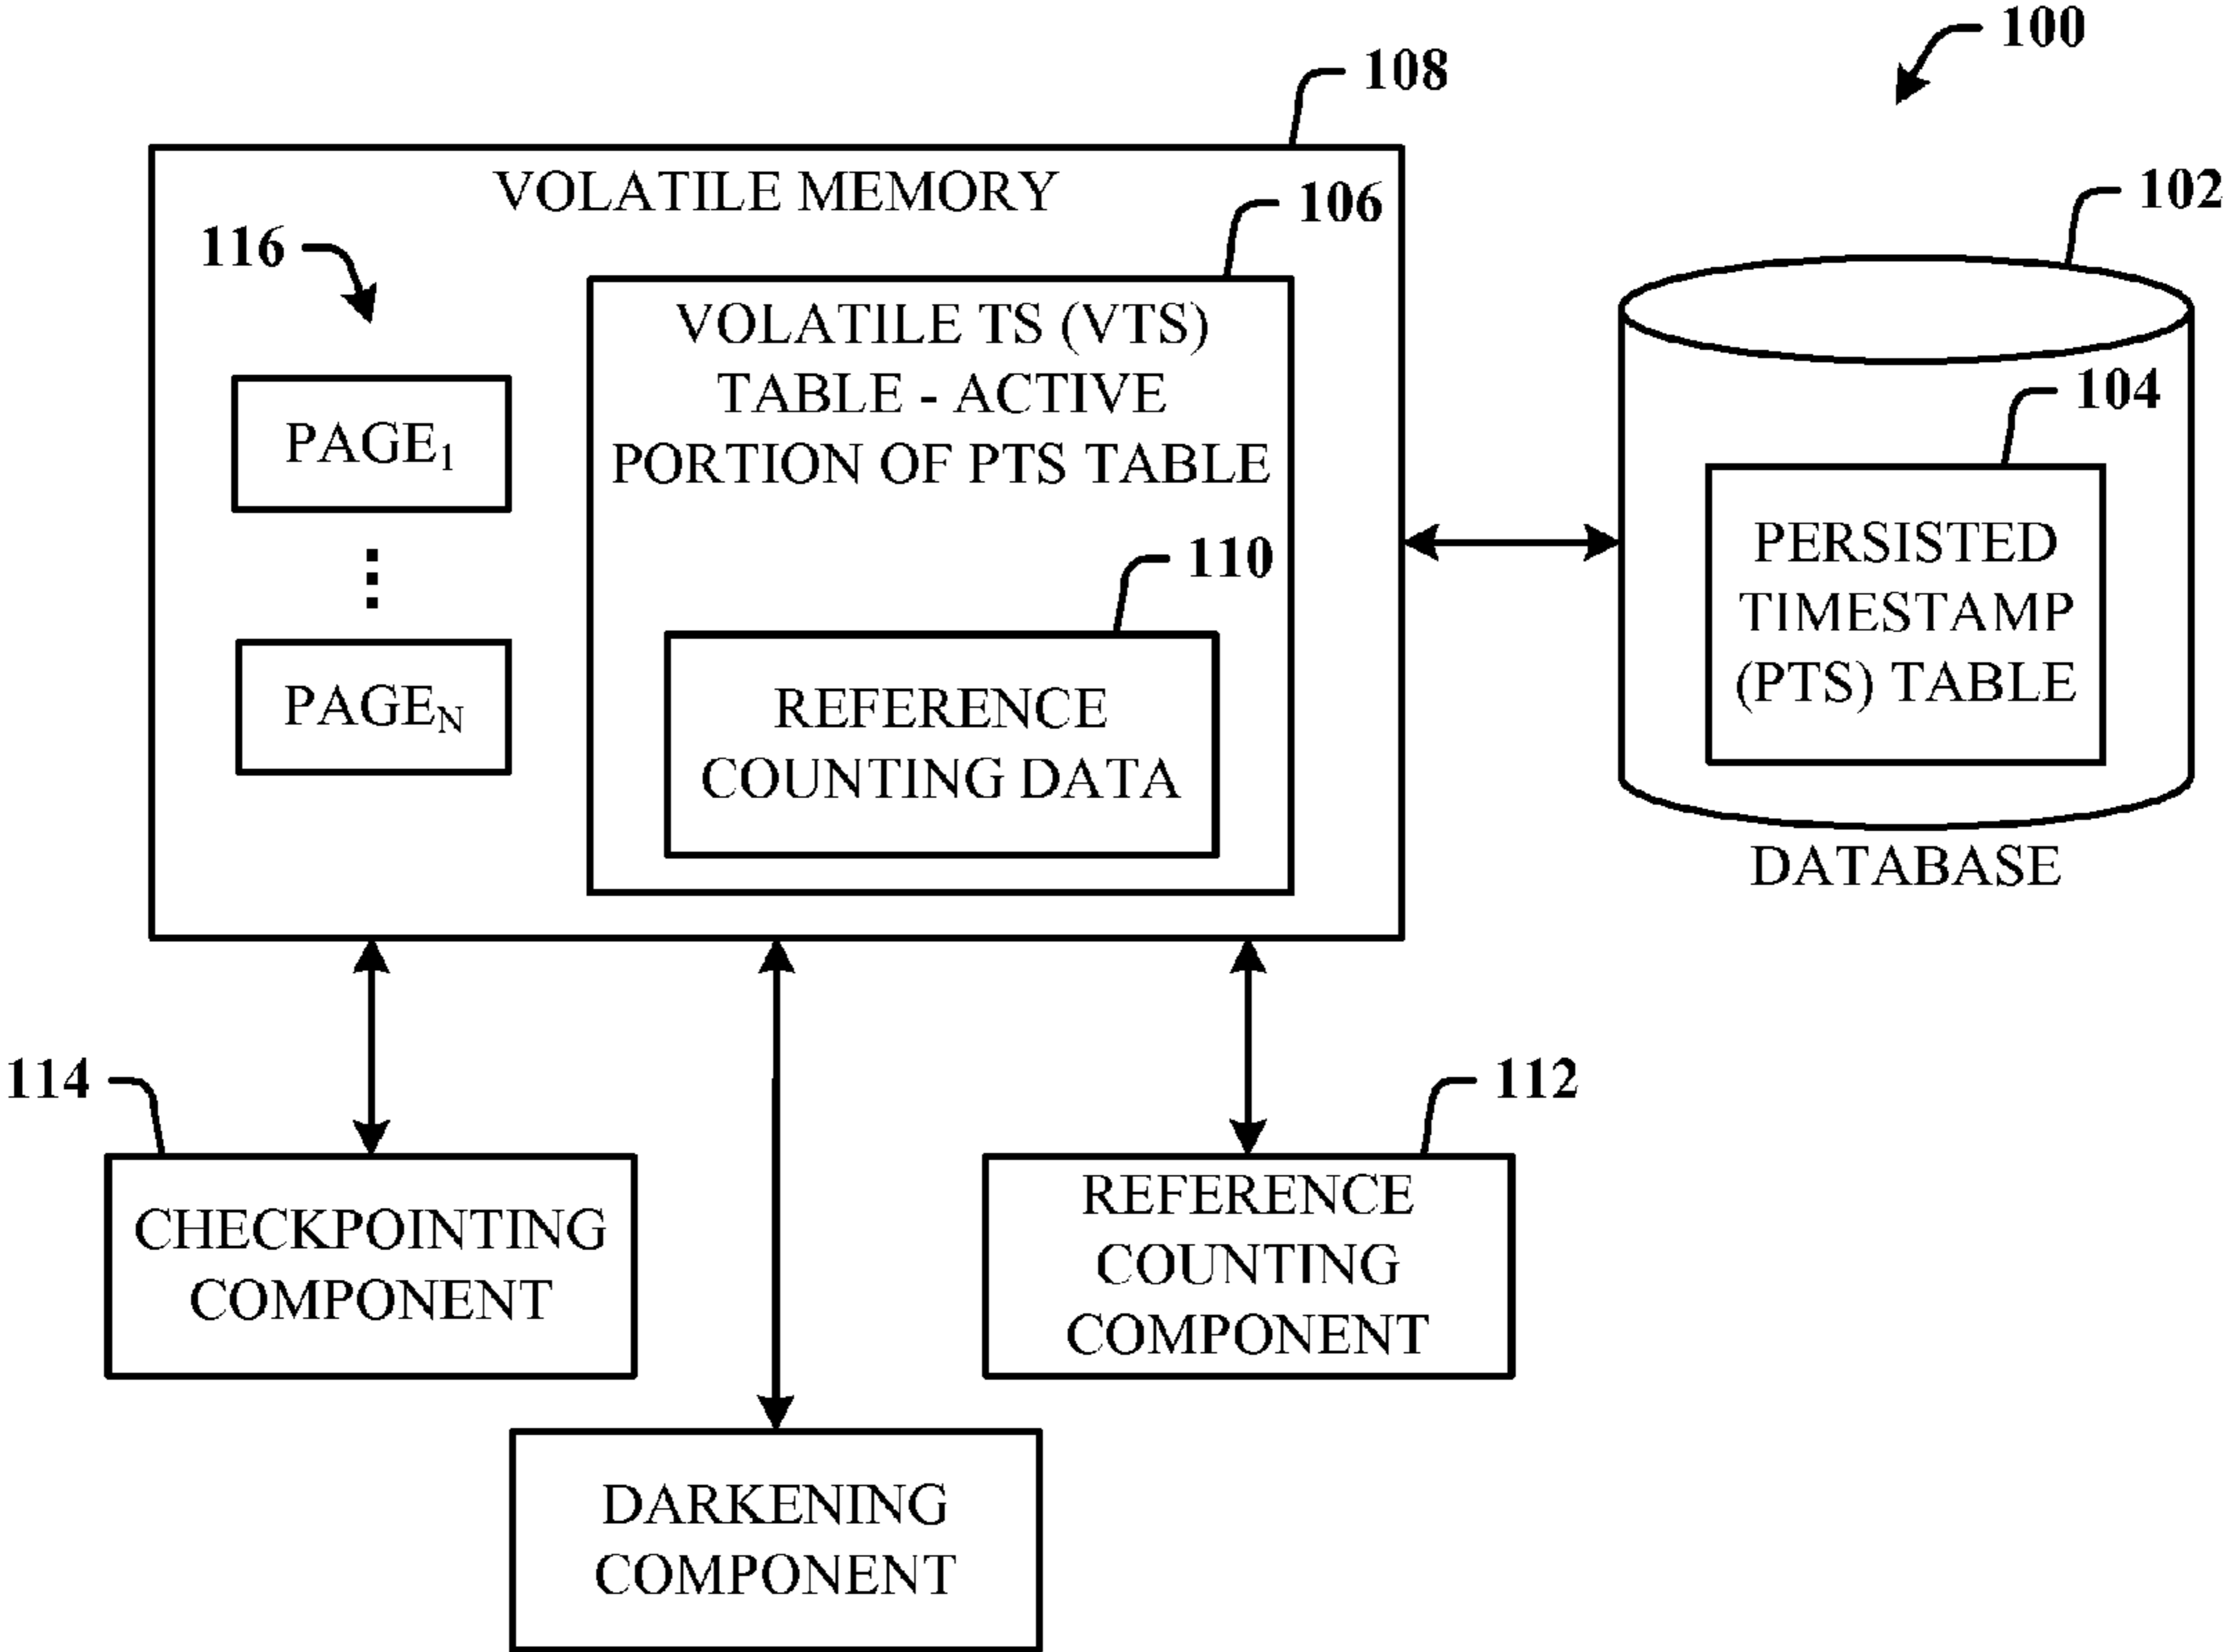 100
108
VOLATILE MEMORY
102
106
116
VOLATILE TS (VTS)
TABLE - ACTIVE
PORTION OF PTS TABLE
104
PAGE1
PERSISTED
TIMESTAMP
(PTS) TABLE
110
PAGEN
REFERENCE
COUNTING DATA
DATABASE
114
112
CHECKPOINTING
COMPONENT
REFERENCE
COUNTING
COMPONENT
DARKENING
COMPONENT